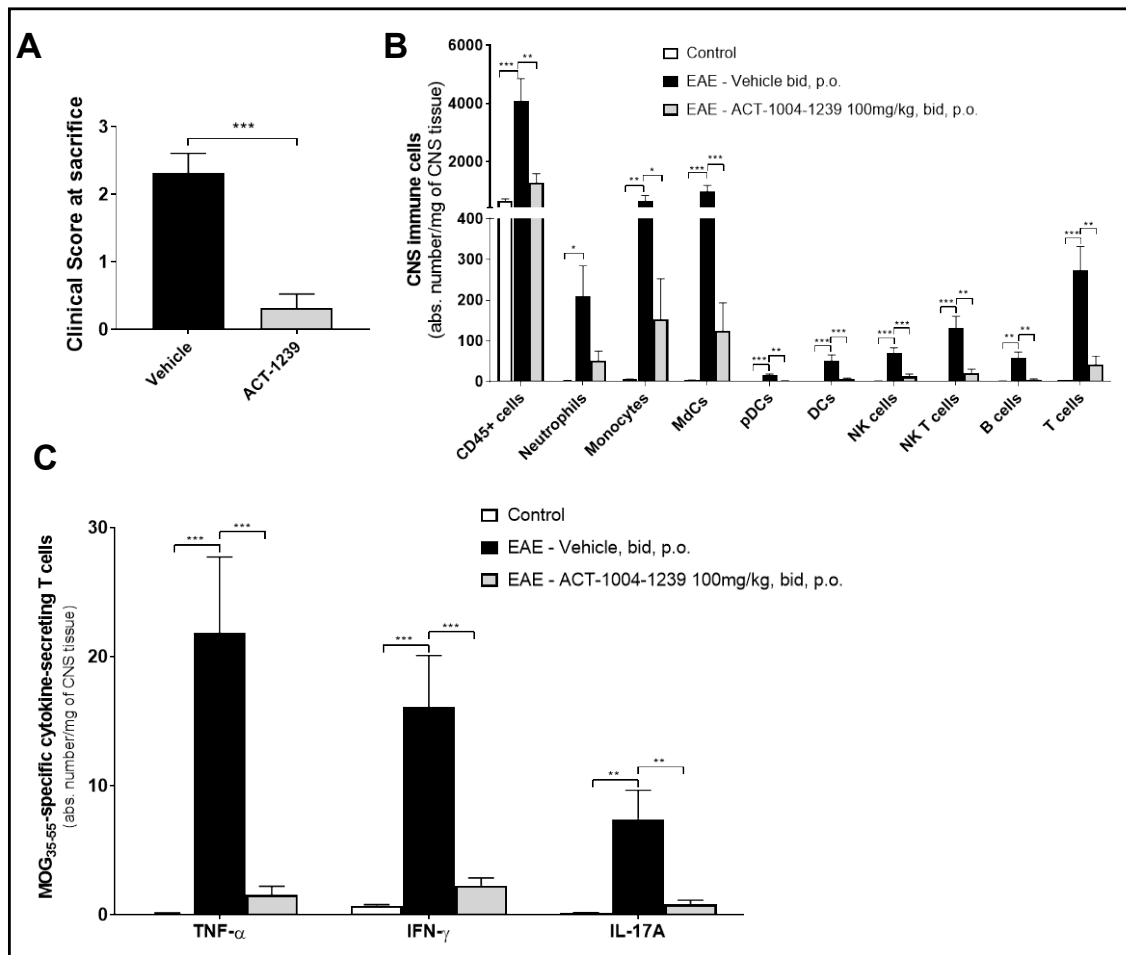 A
Clinical Score at sacrifice
3
2
1
0
***
Vehicle
ACT-1239
B
CNS immune cells
(abs. number/mg of CNS tissue)
6000
4000
2000
400
300
200
100
0
Control
EAE - Vehicle bid, p.o.
EAE - ACT-1004-1239 100mg/kg, bid, p.o.
*** **
*
** *
*** ***
*** **
*** ***
*** ***
*** **
** **
*** **
CD45+ cells
Neutrophils
Monocytes
MdCs
pDCs
DCs
NK cells
NK T cells
B cells
T cells
C
MOG35-55-specific cytokine-secreting T cells
(abs. number/mg of CNS tissue)
30
20
10
0
Control
EAE - Vehicle, bid, p.o.
EAE - ACT-1004-1239 100mg/kg, bid, p.o.
*** ***
*** ***
** **
TNF-α
IFN-γ
IL-17A